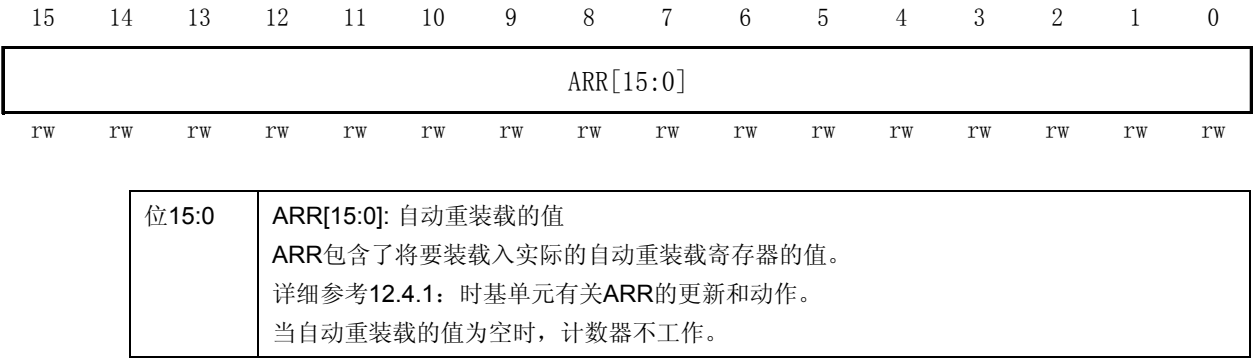 15 14 13 12 11 10 9 8 7 6 5 4 3 2 1 0
ARR[15:0]
rw rw rw rw rw rw rw rw rw rw rw rw rw rw rw rw
位15:0 ARR[15:0]: 自动重装载的值
ARR包含了将要装载入实际的自动重装载寄存器的值。
详细参考12.4.1：时基单元有关ARR的更新和动作。
当自动重装载的值为空时，计数器不工作。